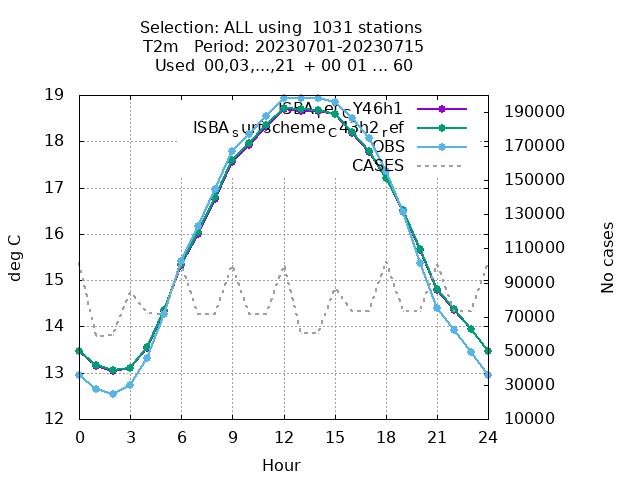 Selection: ALL using 1031 stations
T2m Period: 20230701-20230715
Used 00,03,...,21 + 00 01 ... 60
19
18
17
16
15
14
13
12
deg C
190000
170000
150000
130000
110000
90000
70000
50000
30000
10000
No cases
OBS
CASES
0 3 6 9 12 15 18 21 24
Hour